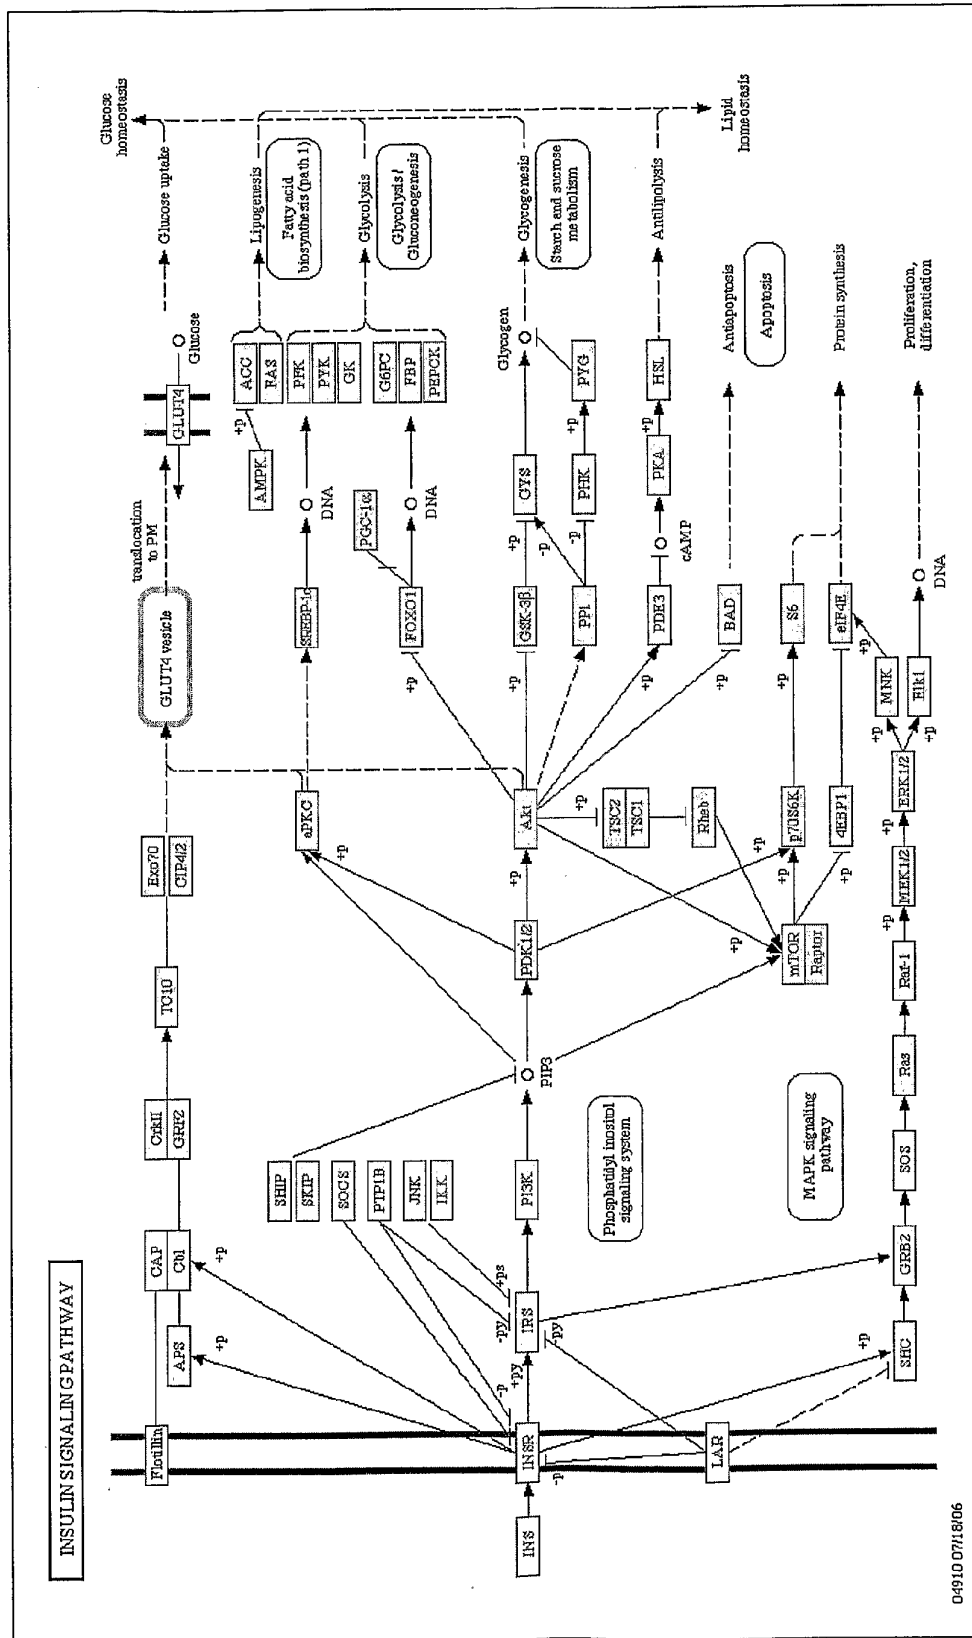 INSULIN SIGNALING PATHWAY
Flotillin
APS
CAP
Cbl
+p
+p
CrkII
GRF2
TC10
Exo70
CIP4/2
GLUT4 vesicle
translocation
to PM
GLUT4
Glucose
Glucose uptake
Glucose
homeostasis
SHIP
SKIP
SOCS
PTP1B
JNK
IKK
aPKC
+p
SREBP-1c
DNA
AMPK
+p
ACC
FAS
Lipogenesis
Fatty acid
biosynthesis (path 1)
PFK
PYK
GK
Glycolysis
Glycolysis /
Gluconeogenesis
PGC-1α
+p
FOXO1
DNA
G6PC
FBP
PEPCK
INS
INSR
-p
-p
+py
-py
+ps
IRS
-py
PI3K
PIP3
PDK1/2
+p
Akt
+p
GSK-3β
+p
GYS
Glycogen
Glycogenesis
Starch and sucrose
metabolism
PP1
-p
-p
PHK
+p
PYG
+p
PDE3
cAMP
PKA
+p
HSL
Antilipolysis
Lipid
homeostasis
+p
TSC2
TSC1
Rheb
+p
BAD
Antiapoptosis
Apoptosis
LAR
Phosphatidyl inositol
signaling system
+p
mTOR
Raptor
+p
+p
p70S6K
+p
S6
Protein synthesis
+p
4EBP1
eIF4E
MAPK signaling
pathway
+p
MNK
+p
SHC
+p
GRB2
SOS
Ras
Raf-1
+p
MEK1/2
+p
ERK1/2
+p
Elk1
DNA
Proliferation,
differentiation
04910 07/18/06